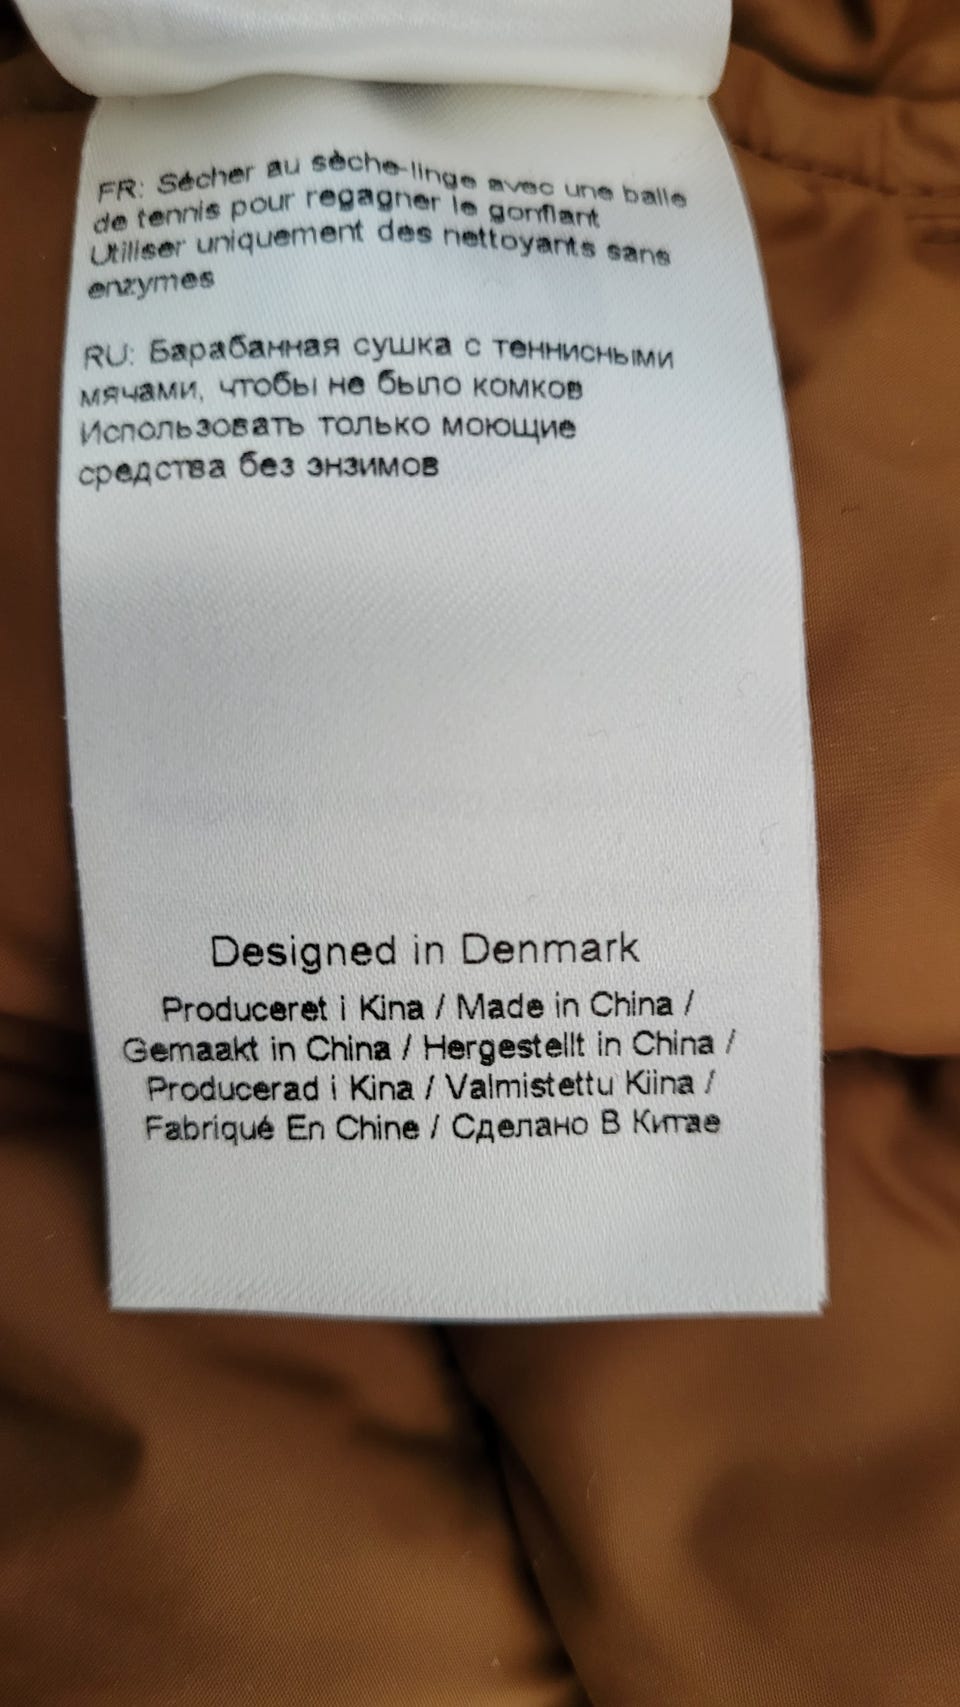 FR: Sécher au sèche-linge avec une balle
de tennis pour regagner le gonflant
Utiliser uniquement des nettoyants sans
enzymes
RU: Барабанная сушка с теннисными
мячами, чтобы не было комков
Использовать только моющие
средства без энзимов
Designed in Denmark
Produceret i Kina / Made in China /
Gemaakt in China / Hergestellt in China /
Producerad i Kina / Valmistettu Kiina /
Fabriqué En Chine / Сделано В Китае